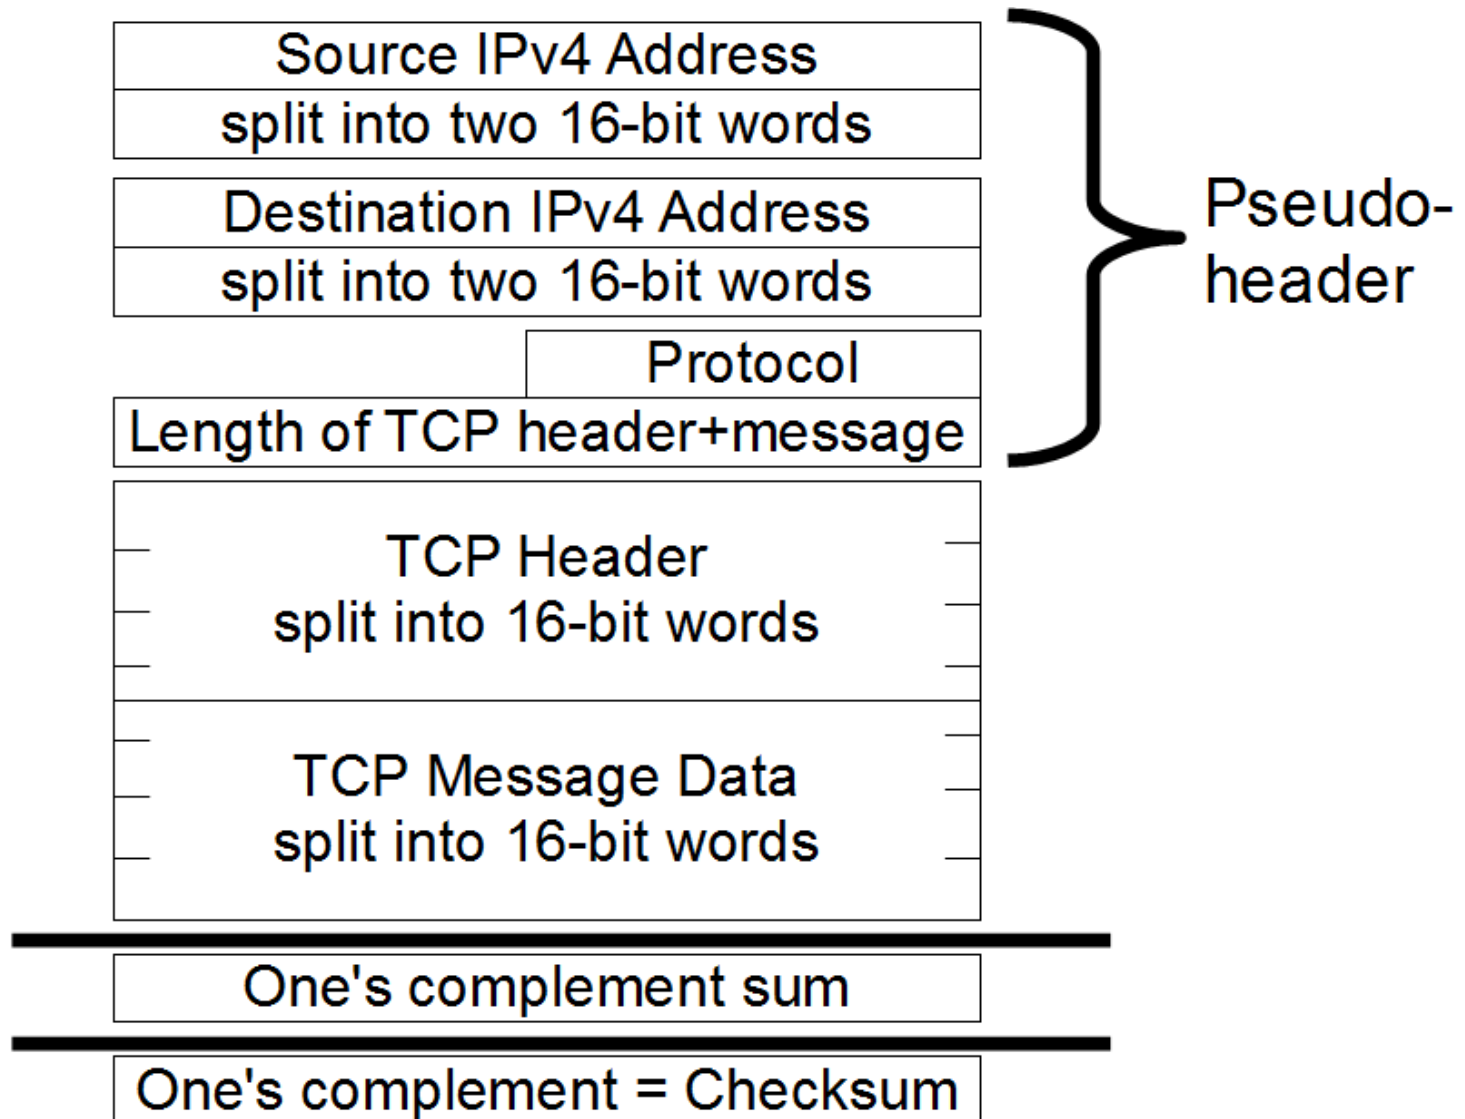 Source IPv4 Address
split into two 16-bit words
Destination IPv4 Address
split into two 16-bit words
Protocol
Length of TCP header+message
Pseudo-
header
TCP Header
split into 16-bit words
TCP Message Data
split into 16-bit words
One's complement sum
One's complement = Checksum